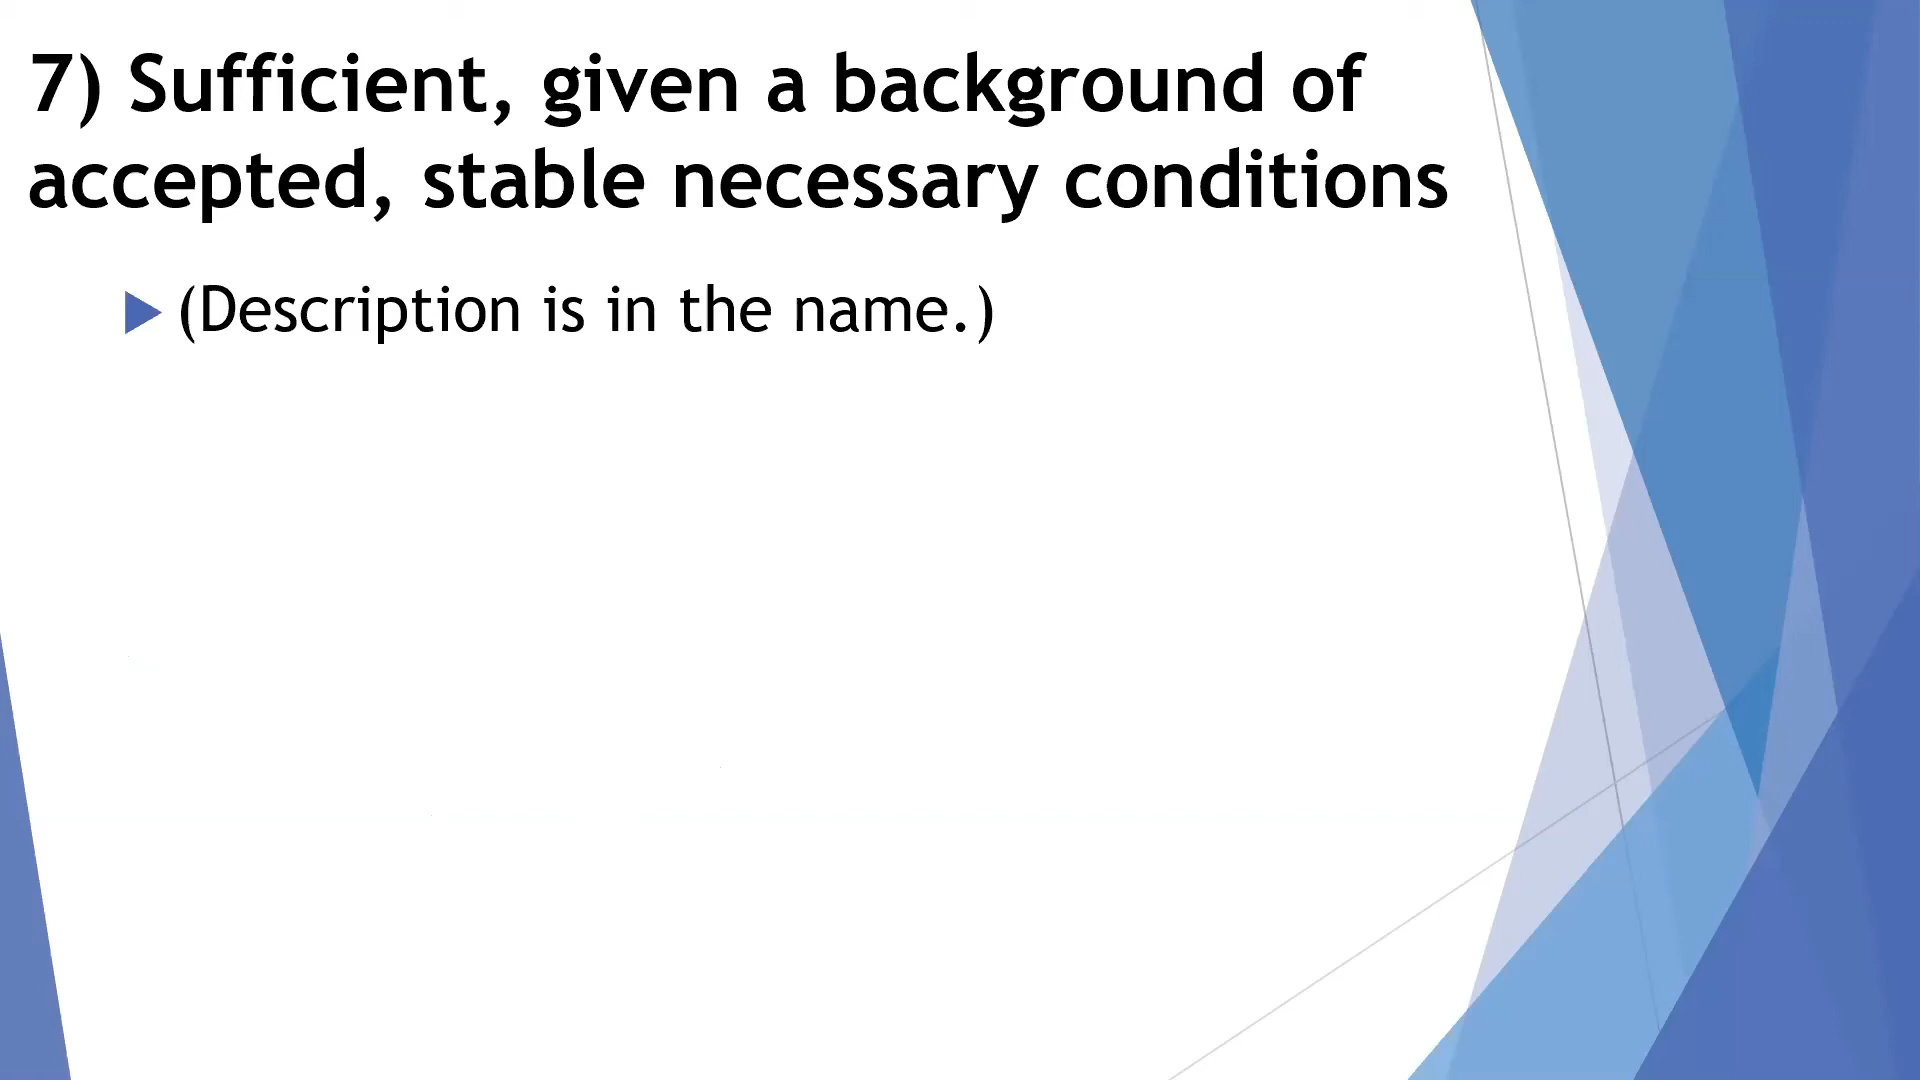 7) Sufficient, given a background of
accepted, stable necessary conditions
(Description is in the name.)